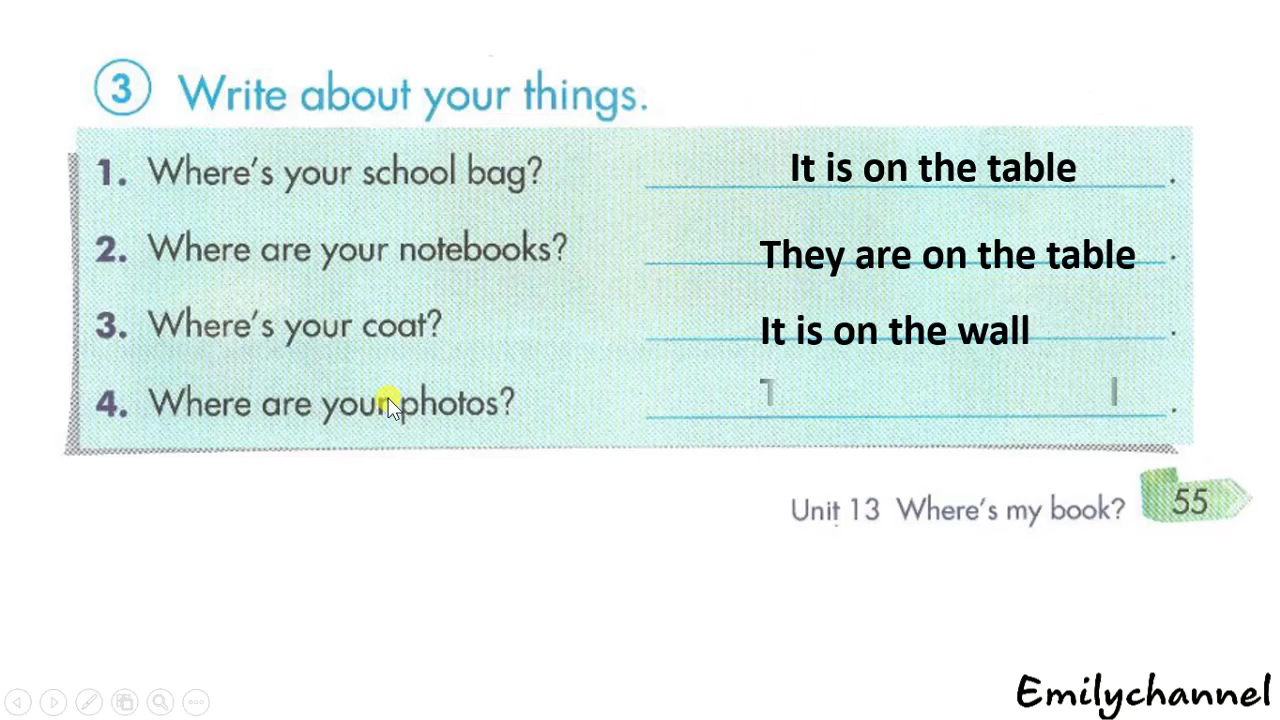 3 Write about your things.
1. Where's your school bag? It is on the table .
2. Where are your notebooks? They are on the table .
3. Where's your coat? It is on the wall .
4. Where are your photos? .
Unit 13 Where's my book? 55
Emilychannel